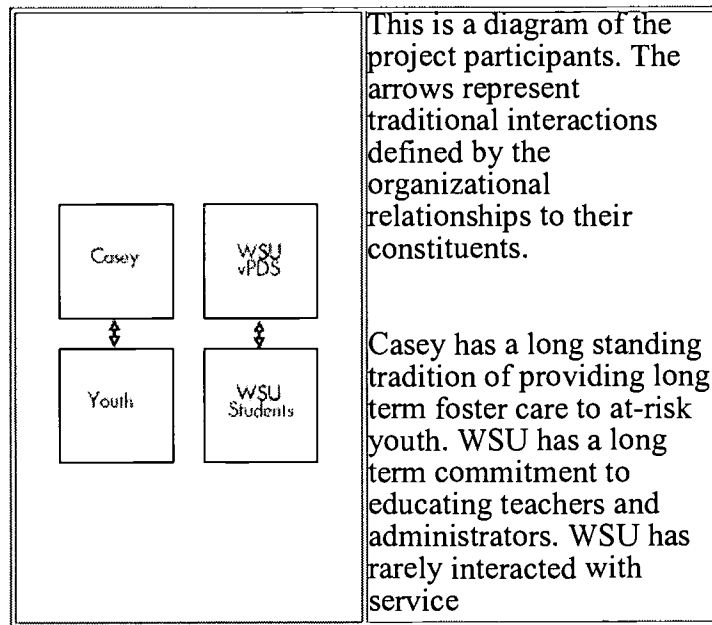 Casey
WSU
vPDS
Youth
WSU
Students
This is a diagram of the
project participants. The
arrows represent
traditional interactions
defined by the
organizational
relationships to their
constituents.
Casey has a long standing
tradition of providing long
term foster care to at-risk
youth. WSU has a long
term commitment to
educating teachers and
administrators. WSU has
rarely interacted with
service